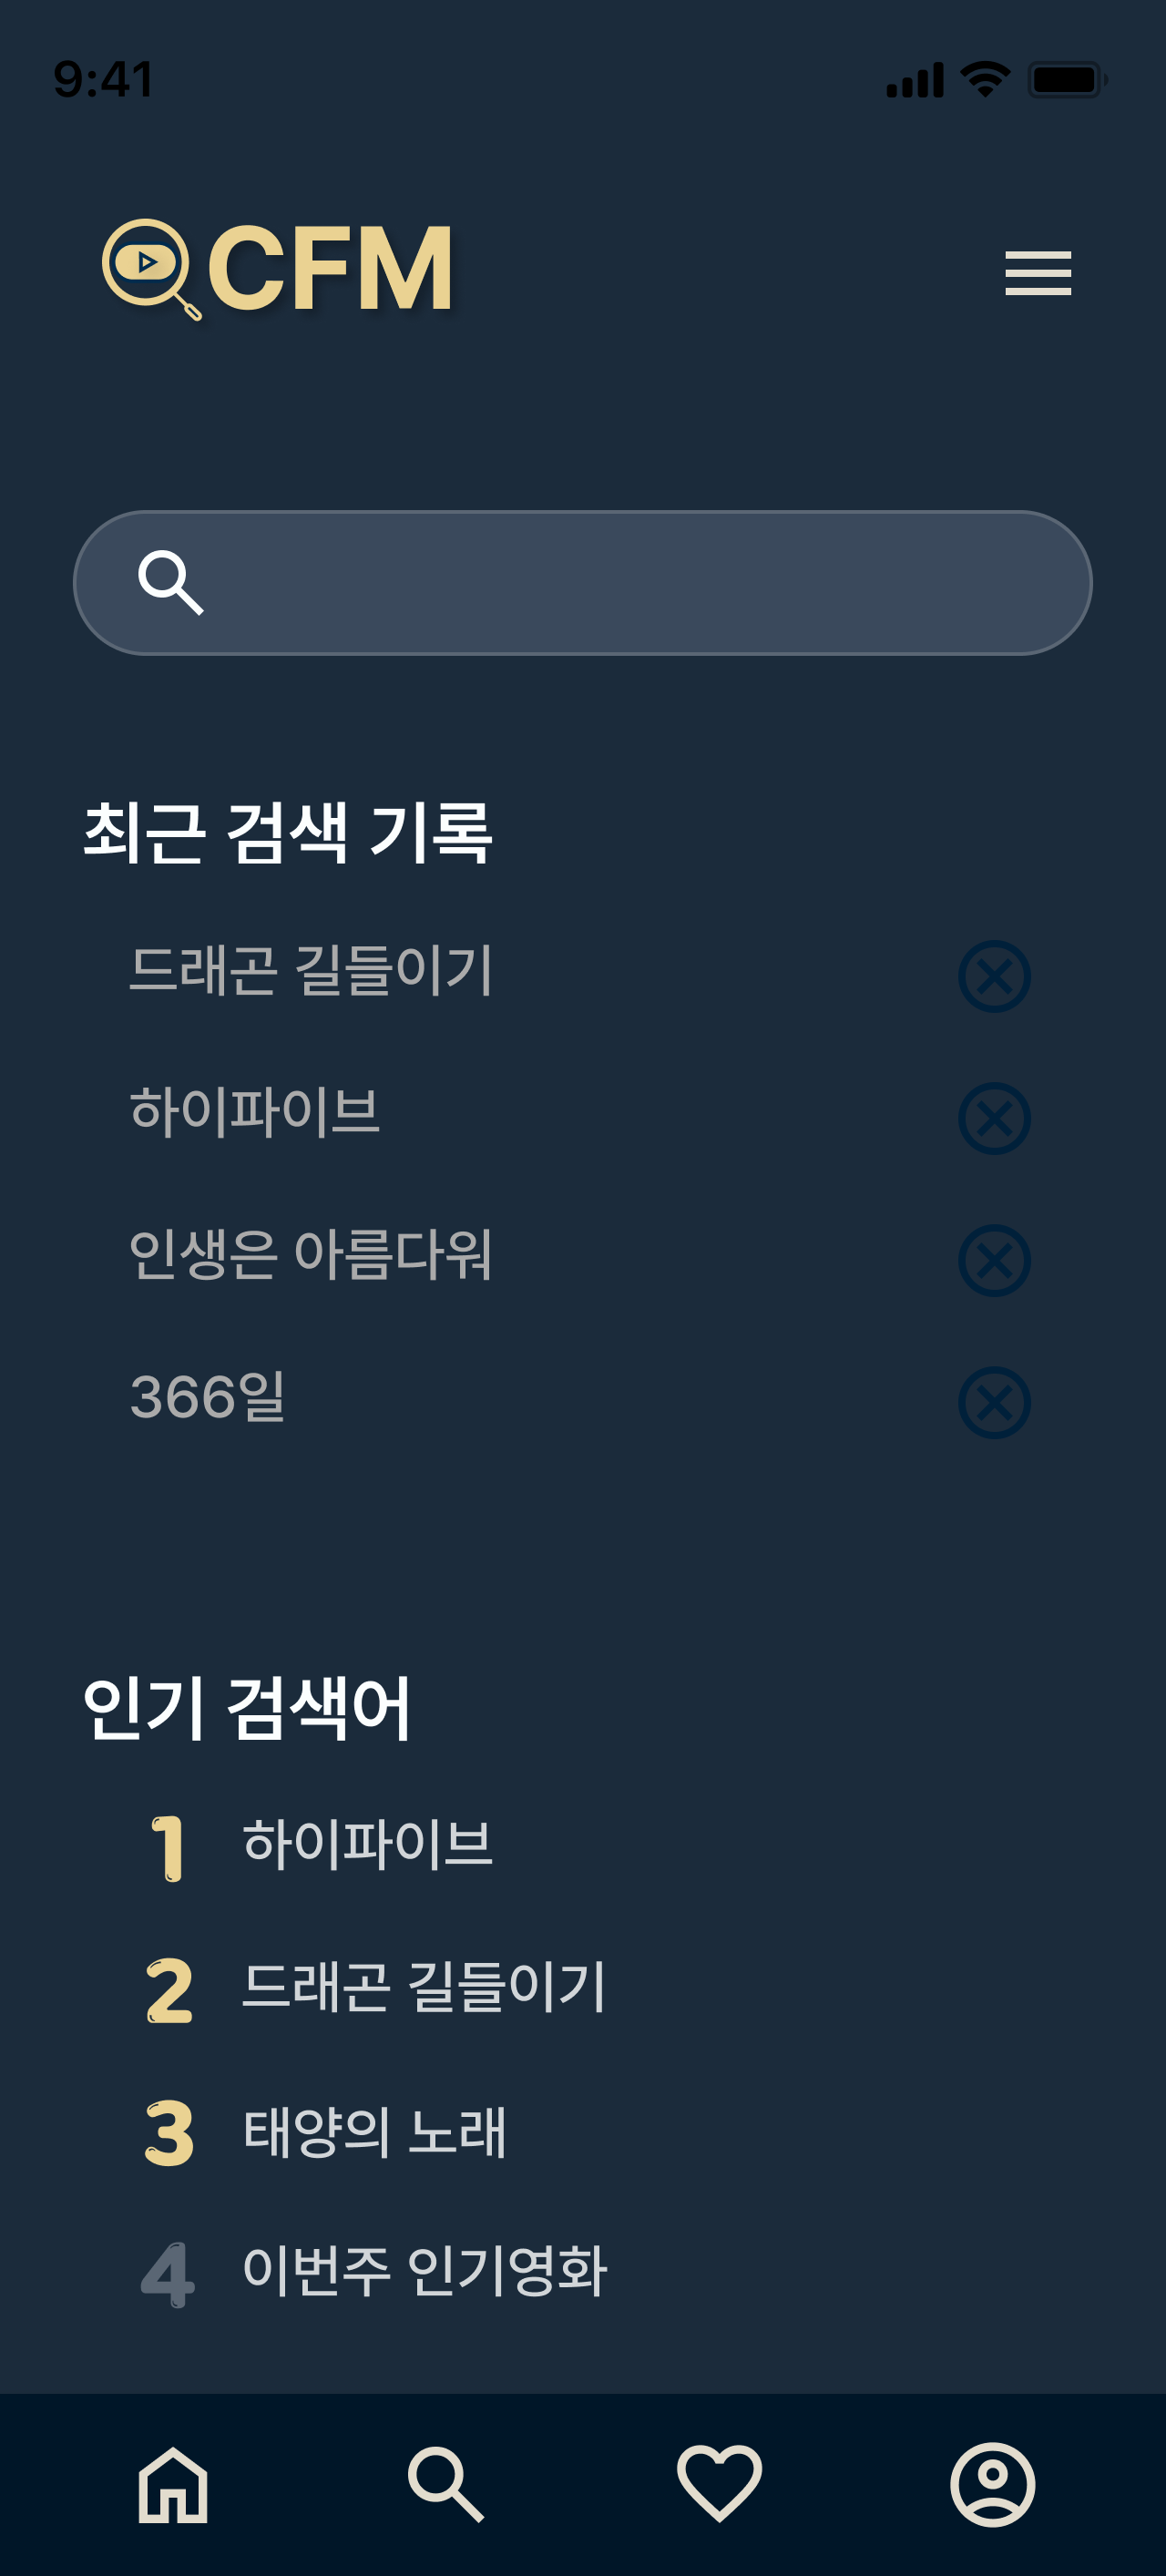 9:41
CFM
최근 검색 기록
드래곤 길들이기
하이파이브
인생은 아름다워
366일
인기 검색어
1 하이파이브
2 드래곤 길들이기
3 태양의 노래
4 이번주 인기영화